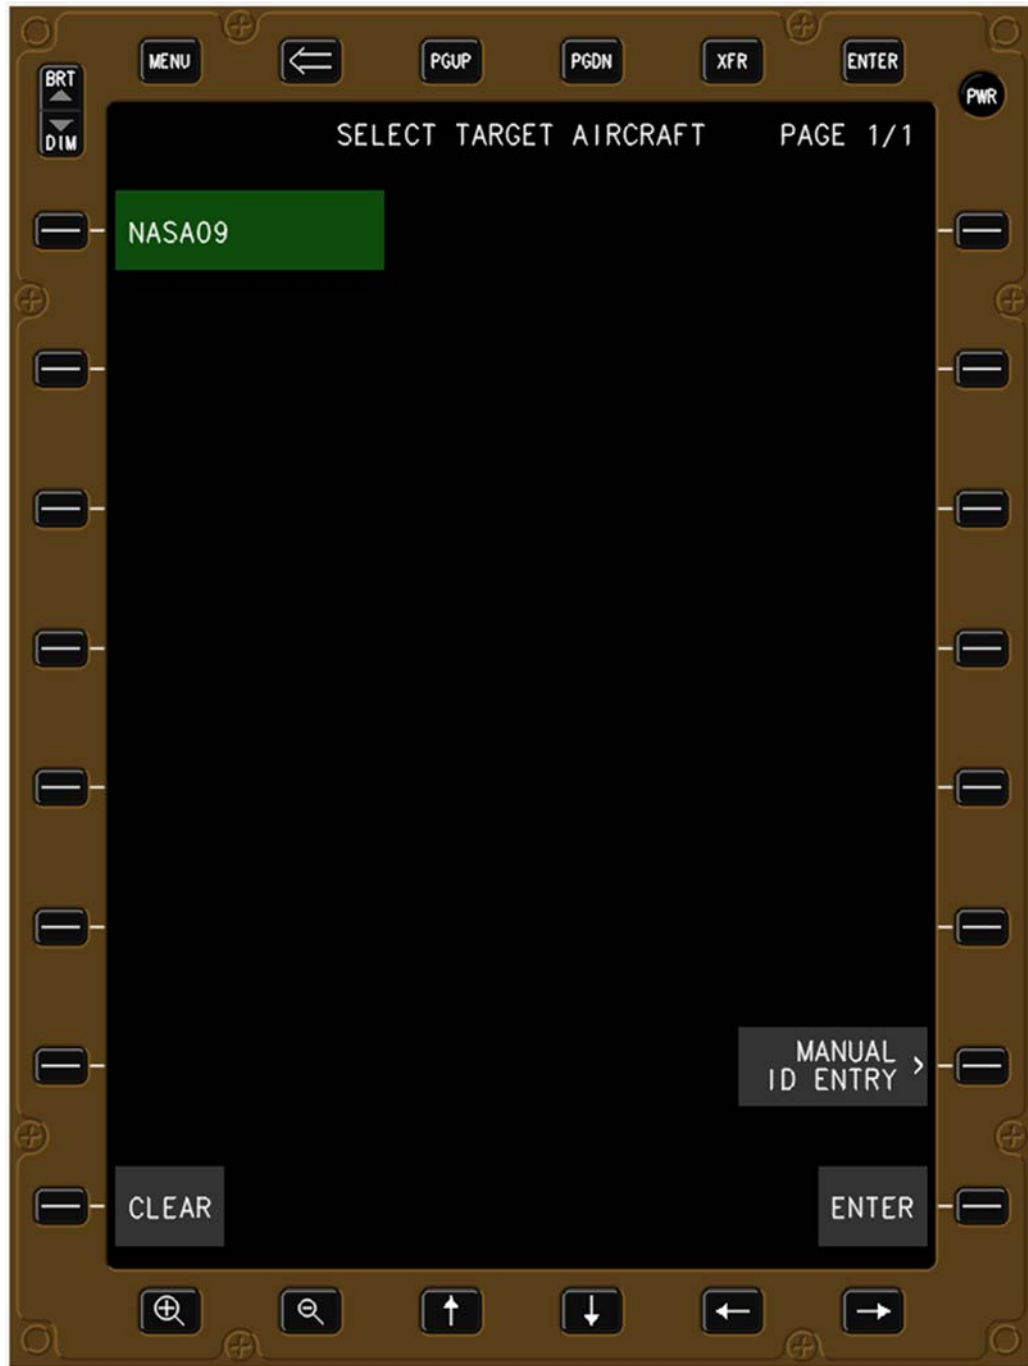 MENU
PGUP
PGDN
XFR
ENTER
BRT
DIM
PWR
SELECT TARGET AIRCRAFT PAGE 1/1
NASA09
MANUAL >
ID ENTRY
CLEAR
ENTER